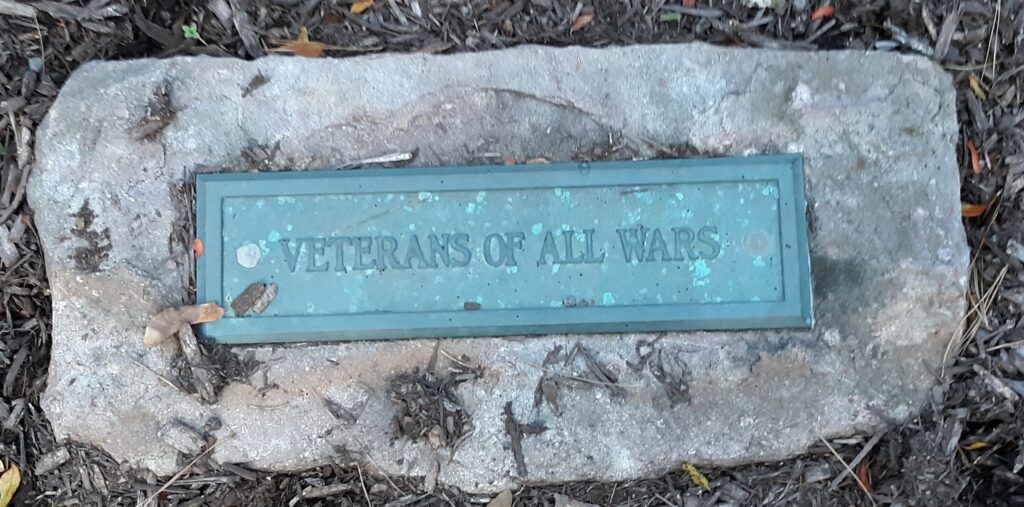 VETERANS OF ALL WARS